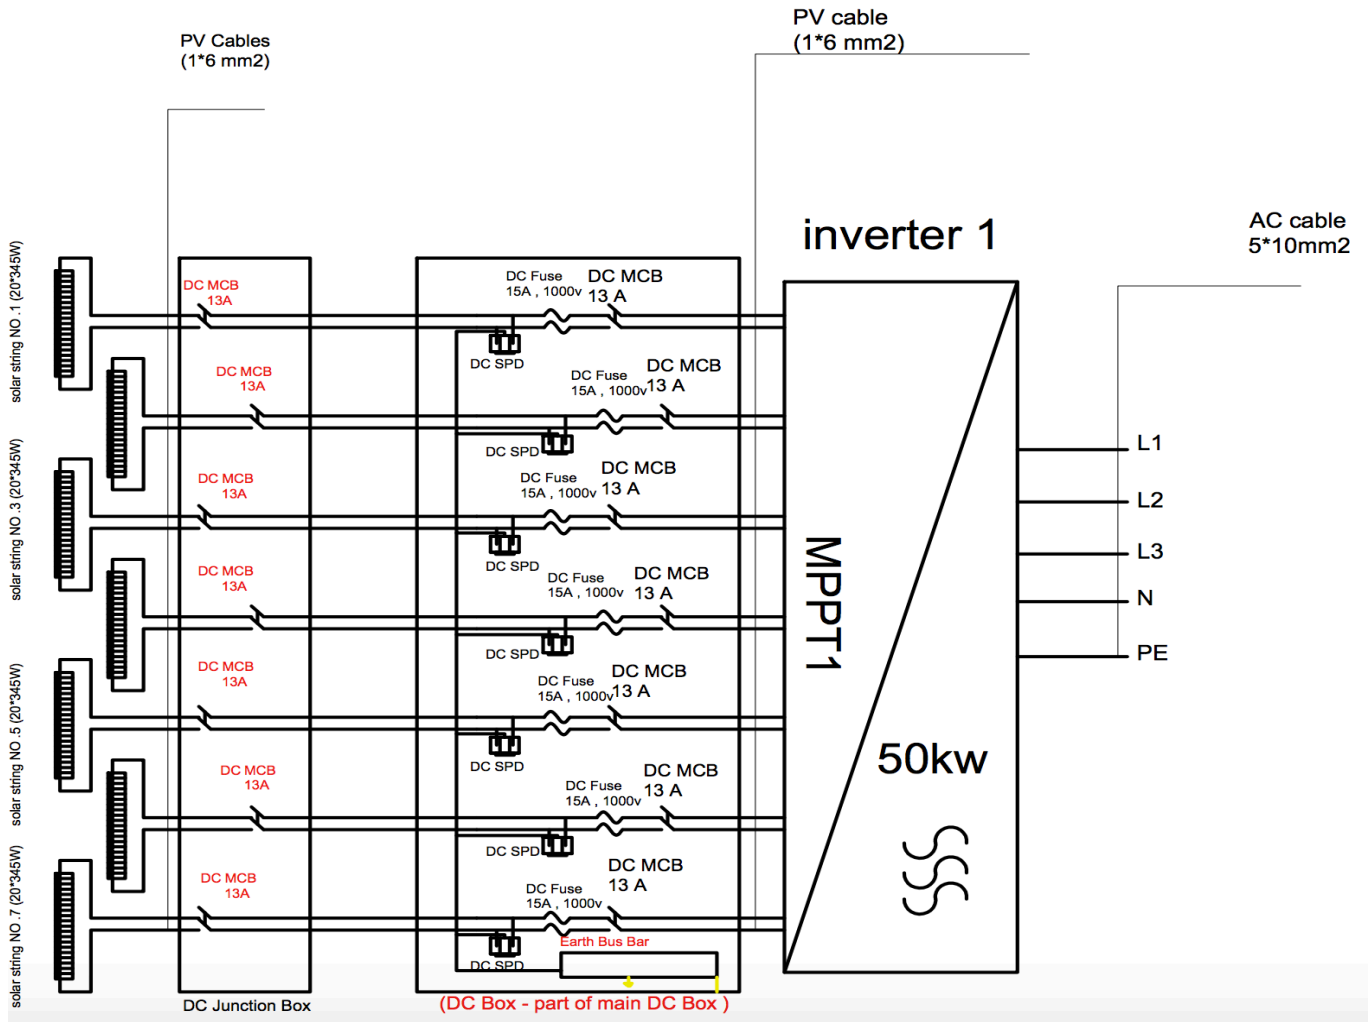 PV Cables
(1*6 mm2)
PV cable
(1*6 mm2)
AC cable
5*10mm2
inverter 1
solar string NO .1 (20*345W)
solar string NO .3 (20*345W)
solar string NO .5 (20*345W)
solar string NO .7 (20*345W)
DC MCB
13A
DC MCB
13A
DC MCB
13A
DC MCB
13A
DC MCB
13A
DC MCB
13A
DC MCB
13A
DC Junction Box
DC Fuse
15A , 1000v
DC MCB
13 A
DC SPD
DC Fuse
15A , 1000v
DC MCB
13 A
DC SPD
DC Fuse
15A , 1000v
DC MCB
13 A
DC SPD
DC Fuse
15A , 1000v
DC MCB
13 A
DC SPD
DC Fuse
15A , 1000v
DC MCB
13 A
DC SPD
DC Fuse
15A , 1000v
DC MCB
13 A
DC SPD
DC Fuse
15A , 1000v
DC MCB
13 A
DC SPD
Earth Bus Bar
(DC Box - part of main DC Box )
MPPT1
50kw
L1
L2
L3
N
PE